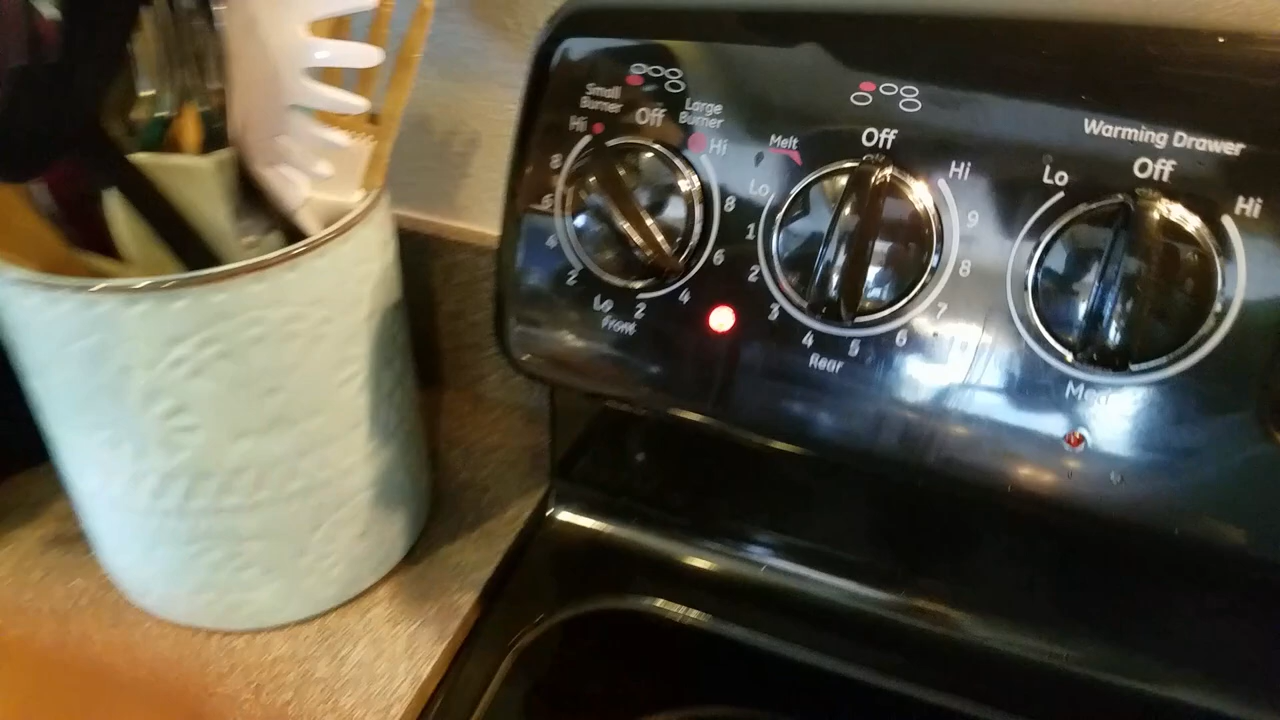 Small Burner
Off
Large Burner
Hi
Hi
8
6
4
2
Lo
2
4
6
8
Front
Melt
Off
Hi
Lo
1
2
3
4
5
6
7
8
9
Rear
Warming Drawer
Lo
Off
Hi
Med